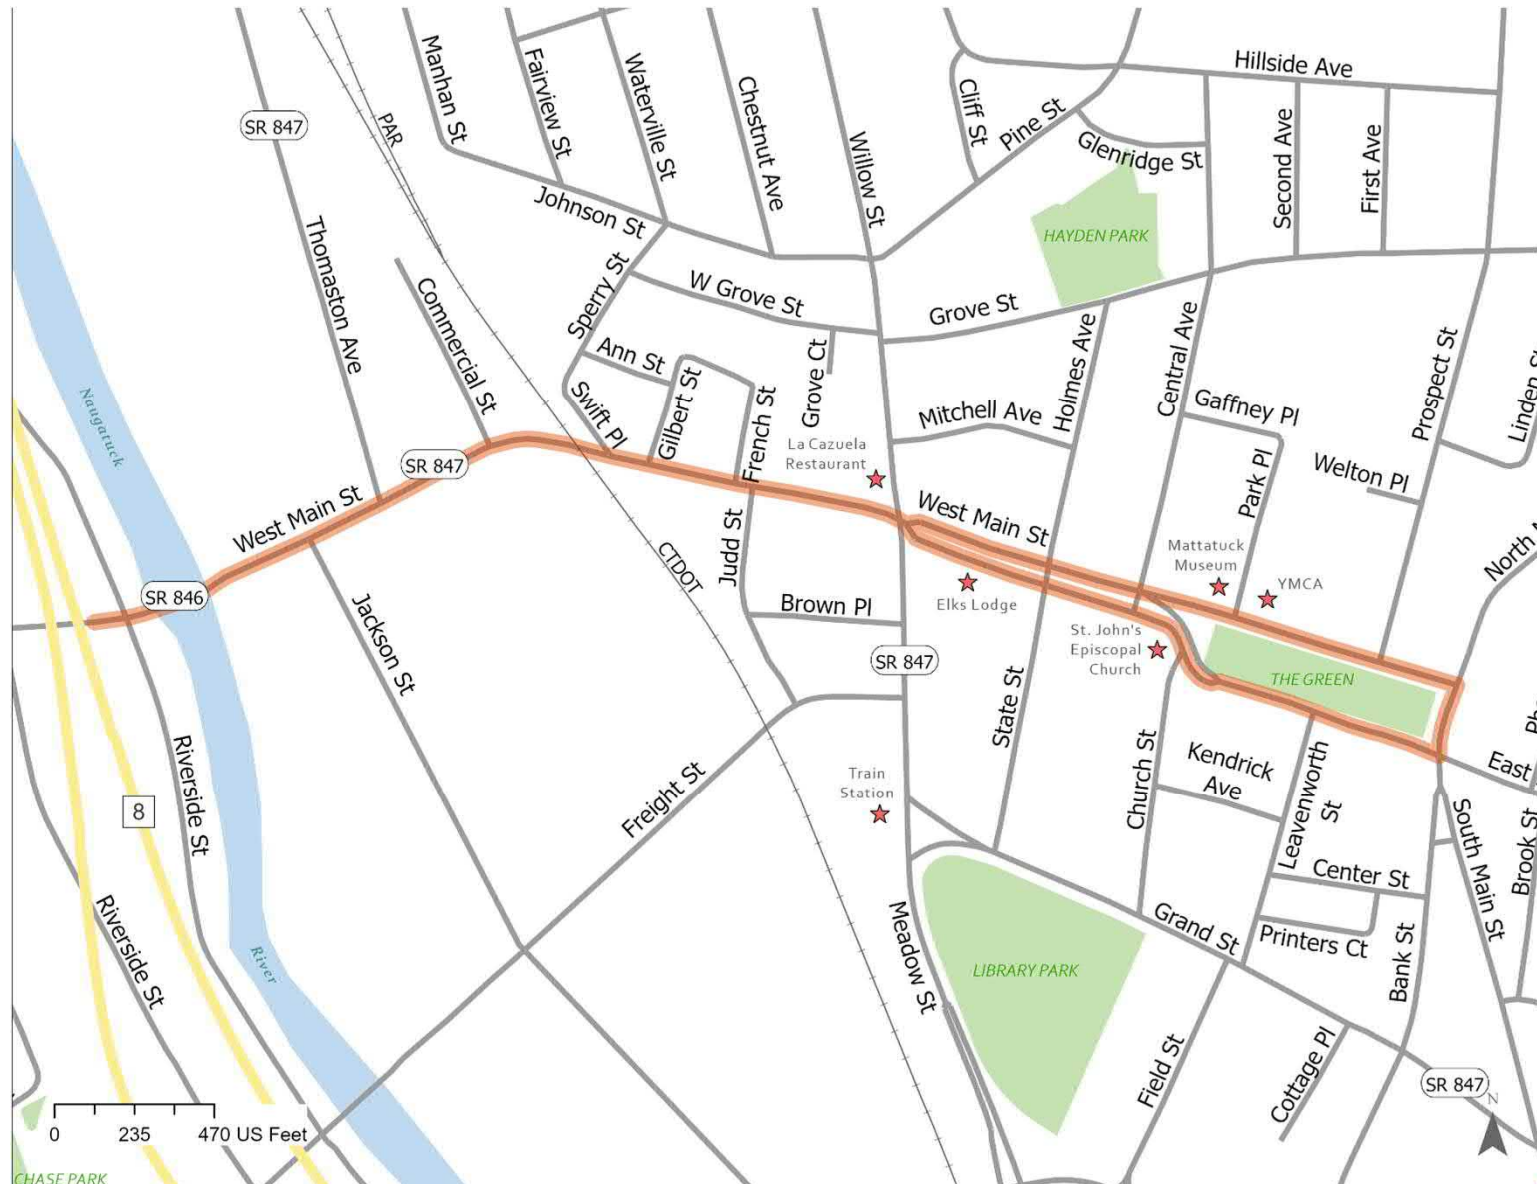 Hillside Ave
Manhan St
Fairview St
Waterville St
Chestnut Ave
Cliff St
Pine St
Glenridge St
Second Ave
First Ave
SR 847
PAR
Willow St
Johnson St
HAYDEN PARK
Thomaston Ave
Commercial St
Sperry St
W Grove St
Grove St
Holmes Ave
Central Ave
Prospect St
Ann St
Swift Pl
Gilbert St
French St
Grove Ct
Mitchell Ave
Gaffney Pl
Linden St
Naugatuck
La Cazuela
Restaurant
Park Pl
Welton Pl
SR 847
West Main St
West Main St
North
Mattatuck
Museum
YMCA
Judd St
CTDOT
SR 846
Brown Pl
Elks Lodge
St. John's
Episcopal
Church
Jackson St
SR 847
State St
THE GREEN
Riverside St
Freight St
Train
Station
Church St
Kendrick
Ave
Leavenworth
St
East
8
South Main St
Brook St
Center St
Riverside St
River
Meadow St
LIBRARY PARK
Grand St
Printers Ct
Bank St
Field St
Cottage Pl
SR 847
N
0 235 470 US Feet
CHASE PARK